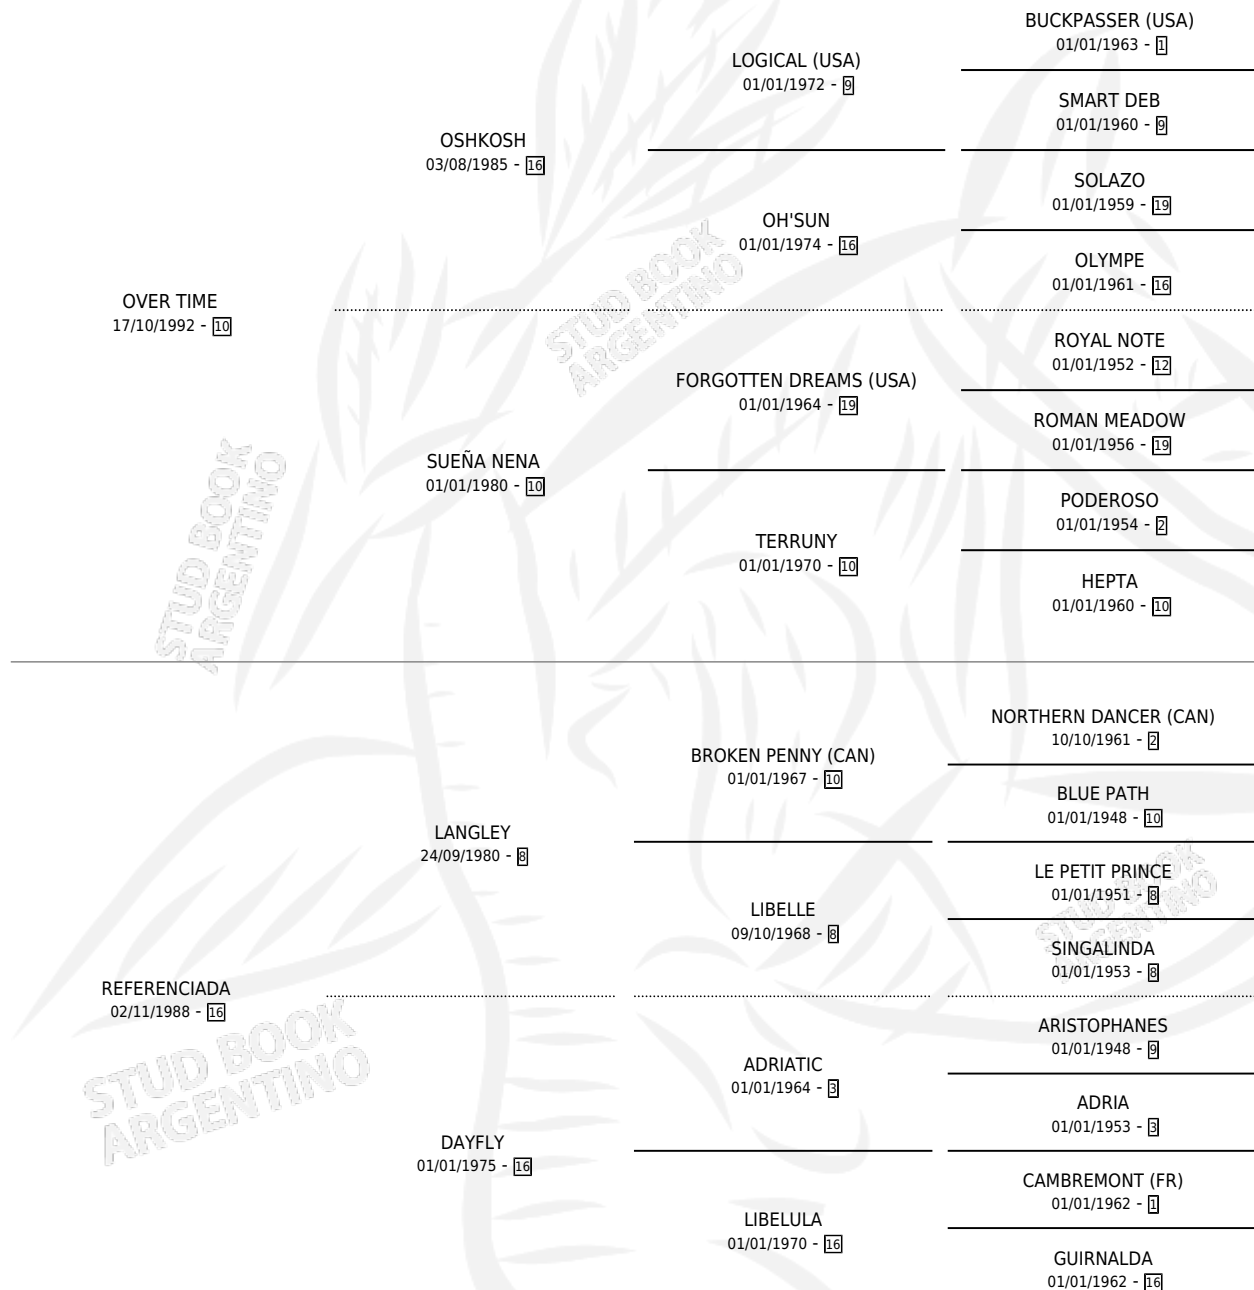 BUCKPASSER (USA)
01/01/1963 - 1
LOGICAL (USA)
01/01/1972 - 9
SMART DEB
01/01/1960 - 9
OSHKOSH
03/08/1985 - 16
SOLAZO
01/01/1959 - 19
OH'SUN
01/01/1974 - 16
OLYMPE
01/01/1961 - 16
OVER TIME
17/10/1992 - 10
ROYAL NOTE
01/01/1952 - 12
FORGOTTEN DREAMS (USA)
01/01/1964 - 19
ROMAN MEADOW
01/01/1956 - 19
SUEÑA NENA
01/01/1980 - 10
PODEROSO
01/01/1954 - 2
TERRUNY
01/01/1970 - 10
HEPTA
01/01/1960 - 10
NORTHERN DANCER (CAN)
10/10/1961 - 2
BROKEN PENNY (CAN)
01/01/1967 - 10
BLUE PATH
01/01/1948 - 10
LANGLEY
24/09/1980 - 8
LE PETIT PRINCE
01/01/1951 - 8
LIBELLE
09/10/1968 - 8
SINGALINDA
01/01/1953 - 8
REFERENCIADA
02/11/1988 - 16
ARISTOPHANES
01/01/1948 - 9
ADRIATIC
01/01/1964 - 3
ADRIA
01/01/1953 - 3
DAYFLY
01/01/1975 - 16
CAMBREMONT (FR)
01/01/1962 - 1
LIBELULA
01/01/1970 - 16
GUIRNALDA
01/01/1962 - 16
STUD BOOK
ARGENTINO
STUD BOOK
ARGENTINO
STUD BOOK
ARGENTINO
STUD BOOK
ARGENTINO